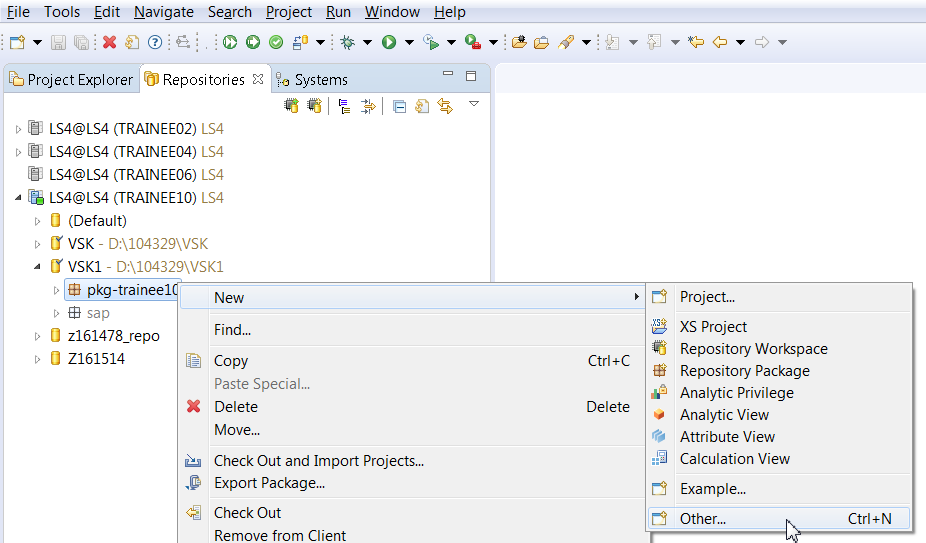 File Tools Edit Navigate Search Project Run Window Help
Project Explorer Repositories Systems
LS4@LS4 (TRAINEE02) LS4
LS4@LS4 (TRAINEE04) LS4
LS4@LS4 (TRAINEE06) LS4
LS4@LS4 (TRAINEE10) LS4
(Default)
VSK - D:\104329\VSK
VSK1 - D:\104329\VSK1
pkg-trainee10
sap
z161478_repo
Z161514
New
Find...
Copy Ctrl+C
Paste Special...
Delete Delete
Move...
Check Out and Import Projects...
Export Package...
Check Out
Remove from Client
Project...
XS Project
Repository Workspace
Repository Package
Analytic Privilege
Analytic View
Attribute View
Calculation View
Example...
Other... Ctrl+N